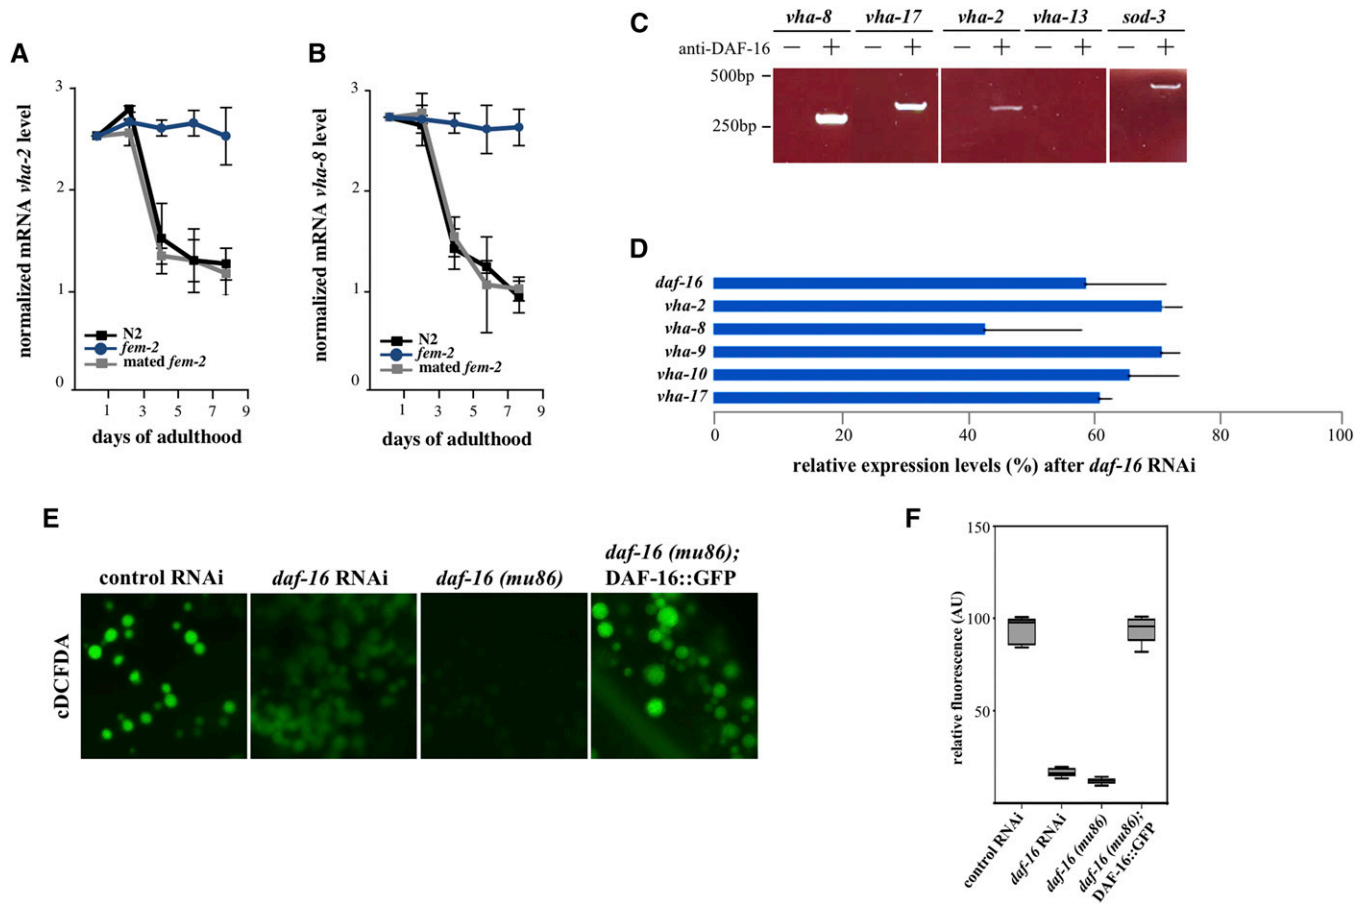 A
normalized mRNA vha-2 level
3
2
1
0
N2
fem-2
mated fem-2
1 3 5 7 9
days of adulthood
B
normalized mRNA vha-8 level
3
2
1
0
N2
fem-2
mated fem-2
1 3 5 7 9
days of adulthood
C
vha-8 vha-17 vha-2 vha-13 sod-3
anti-DAF-16 − + − + − + − + − +
500bp
250bp
D
daf-16
vha-2
vha-8
vha-9
vha-10
vha-17
0 20 40 60 80 100
relative expression levels (%) after daf-16 RNAi
E
control RNAi
daf-16 RNAi
daf-16 (mu86)
daf-16 (mu86);
DAF-16::GFP
cDCFDA
F
relative fluorescence (AU)
150
100
50
control RNAi
daf-16 RNAi
daf-16 (mu86)
daf-16 (mu86);
DAF-16::GFP